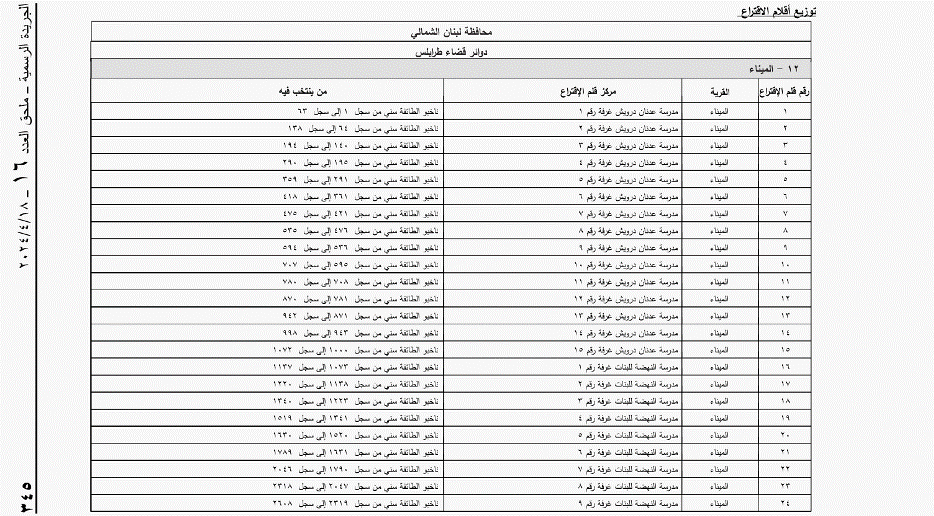 توزيع أقلام الاقتراع
محافظة لبنان الشمالي
دوائر قضاء طرابلس
١٢ - الميناء
رقم قلم الإقتراع القرية مركز قلم الإقتراع من ينتخب فيه
١ الميناء مدرسة عدنان درويش غرفة رقم ١ ناخبو الطائفة سني من سجل ١ إلى سجل ٦٣
٢ الميناء مدرسة عدنان درويش غرفة رقم ٢ ناخبو الطائفة سني من سجل ٦٤ إلى سجل ١٣٨
٣ الميناء مدرسة عدنان درويش غرفة رقم ٣ ناخبو الطائفة سني من سجل ١٤٠ إلى سجل ١٩٤
٤ الميناء مدرسة عدنان درويش غرفة رقم ٤ ناخبو الطائفة سني من سجل ١٩٥ إلى سجل ٢٩٠
٥ الميناء مدرسة عدنان درويش غرفة رقم ٥ ناخبو الطائفة سني من سجل ٢٩١ إلى سجل ٣٥٩
٦ الميناء مدرسة عدنان درويش غرفة رقم ٦ ناخبو الطائفة سني من سجل ٣٦١ إلى سجل ٤١٨
٧ الميناء مدرسة عدنان درويش غرفة رقم ٧ ناخبو الطائفة سني من سجل ٤٢١ إلى سجل ٤٧٥
٨ الميناء مدرسة عدنان درويش غرفة رقم ٨ ناخبو الطائفة سني من سجل ٤٧٦ إلى سجل ٥٣٥
٩ الميناء مدرسة عدنان درويش غرفة رقم ٩ ناخبو الطائفة سني من سجل ٥٣٦ إلى سجل ٥٩٤
١٠ الميناء مدرسة عدنان درويش غرفة رقم ١٠ ناخبو الطائفة سني من سجل ٥٩٥ إلى سجل ٧٠٧
١١ الميناء مدرسة عدنان درويش غرفة رقم ١١ ناخبو الطائفة سني من سجل ٧٠٨ إلى سجل ٧٨٠
١٢ الميناء مدرسة عدنان درويش غرفة رقم ١٢ ناخبو الطائفة سني من سجل ٧٨١ إلى سجل ٨٧٠
١٣ الميناء مدرسة عدنان درويش غرفة رقم ١٣ ناخبو الطائفة سني من سجل ٨٧١ إلى سجل ٩٤٢
١٤ الميناء مدرسة عدنان درويش غرفة رقم ١٤ ناخبو الطائفة سني من سجل ٩٤٣ إلى سجل ٩٩٨
١٥ الميناء مدرسة عدنان درويش غرفة رقم ١٥ ناخبو الطائفة سني من سجل ١٠٠٠ إلى سجل ١٠٧٢
١٦ الميناء مدرسة النهضة للبنات غرفة رقم ١ ناخبو الطائفة سني من سجل ١٠٧٣ إلى سجل ١١٣٧
١٧ الميناء مدرسة النهضة للبنات غرفة رقم ٢ ناخبو الطائفة سني من سجل ١١٣٨ إلى سجل ١٢٢٠
١٨ الميناء مدرسة النهضة للبنات غرفة رقم ٣ ناخبو الطائفة سني من سجل ١٢٢٣ إلى سجل ١٣٤٠
١٩ الميناء مدرسة النهضة للبنات غرفة رقم ٤ ناخبو الطائفة سني من سجل ١٣٤١ إلى سجل ١٥١٩
٢٠ الميناء مدرسة النهضة للبنات غرفة رقم ٥ ناخبو الطائفة سني من سجل ١٥٢٠ إلى سجل ١٦٣٠
٢١ الميناء مدرسة النهضة للبنات غرفة رقم ٦ ناخبو الطائفة سني من سجل ١٦٣١ إلى سجل ١٧٨٩
٢٢ الميناء مدرسة النهضة للبنات غرفة رقم ٧ ناخبو الطائفة سني من سجل ١٧٩٠ إلى سجل ٢٠٤٦
٢٣ الميناء مدرسة النهضة للبنات غرفة رقم ٨ ناخبو الطائفة سني من سجل ٢٠٤٧ إلى سجل ٢٣١٨
٢٤ الميناء مدرسة النهضة للبنات غرفة رقم ٩ ناخبو الطائفة سني من سجل ٢٣١٩ إلى سجل ٢٦٠٨
الجريدة الرسمية - ملحق العدد ١٦ - ٢٠٢٤/٤/١٨
٣٤٥